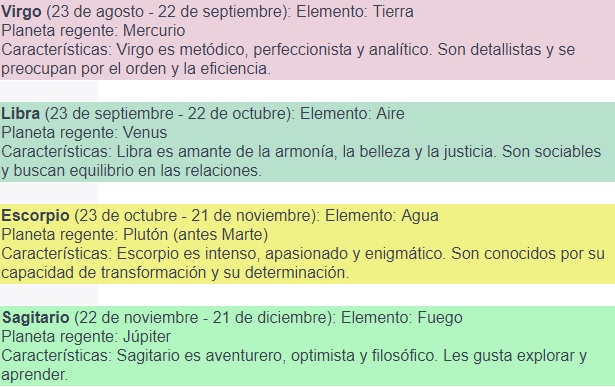 Virgo (23 de agosto - 22 de septiembre): Elemento: Tierra
Planeta regente: Mercurio
Características: Virgo es metódico, perfeccionista y analítico. Son detallistas y se
preocupan por el orden y la eficiencia.
Libra (23 de septiembre - 22 de octubre): Elemento: Aire
Planeta regente: Venus
Características: Libra es amante de la armonía, la belleza y la justicia. Son sociables
y buscan equilibrio en las relaciones.
Escorpio (23 de octubre - 21 de noviembre): Elemento: Agua
Planeta regente: Plutón (antes Marte)
Características: Escorpio es intenso, apasionado y enigmático. Son conocidos por su
capacidad de transformación y su determinación.
Sagitario (22 de noviembre - 21 de diciembre): Elemento: Fuego
Planeta regente: Júpiter
Características: Sagitario es aventurero, optimista y filosófico. Les gusta explorar y
aprender.